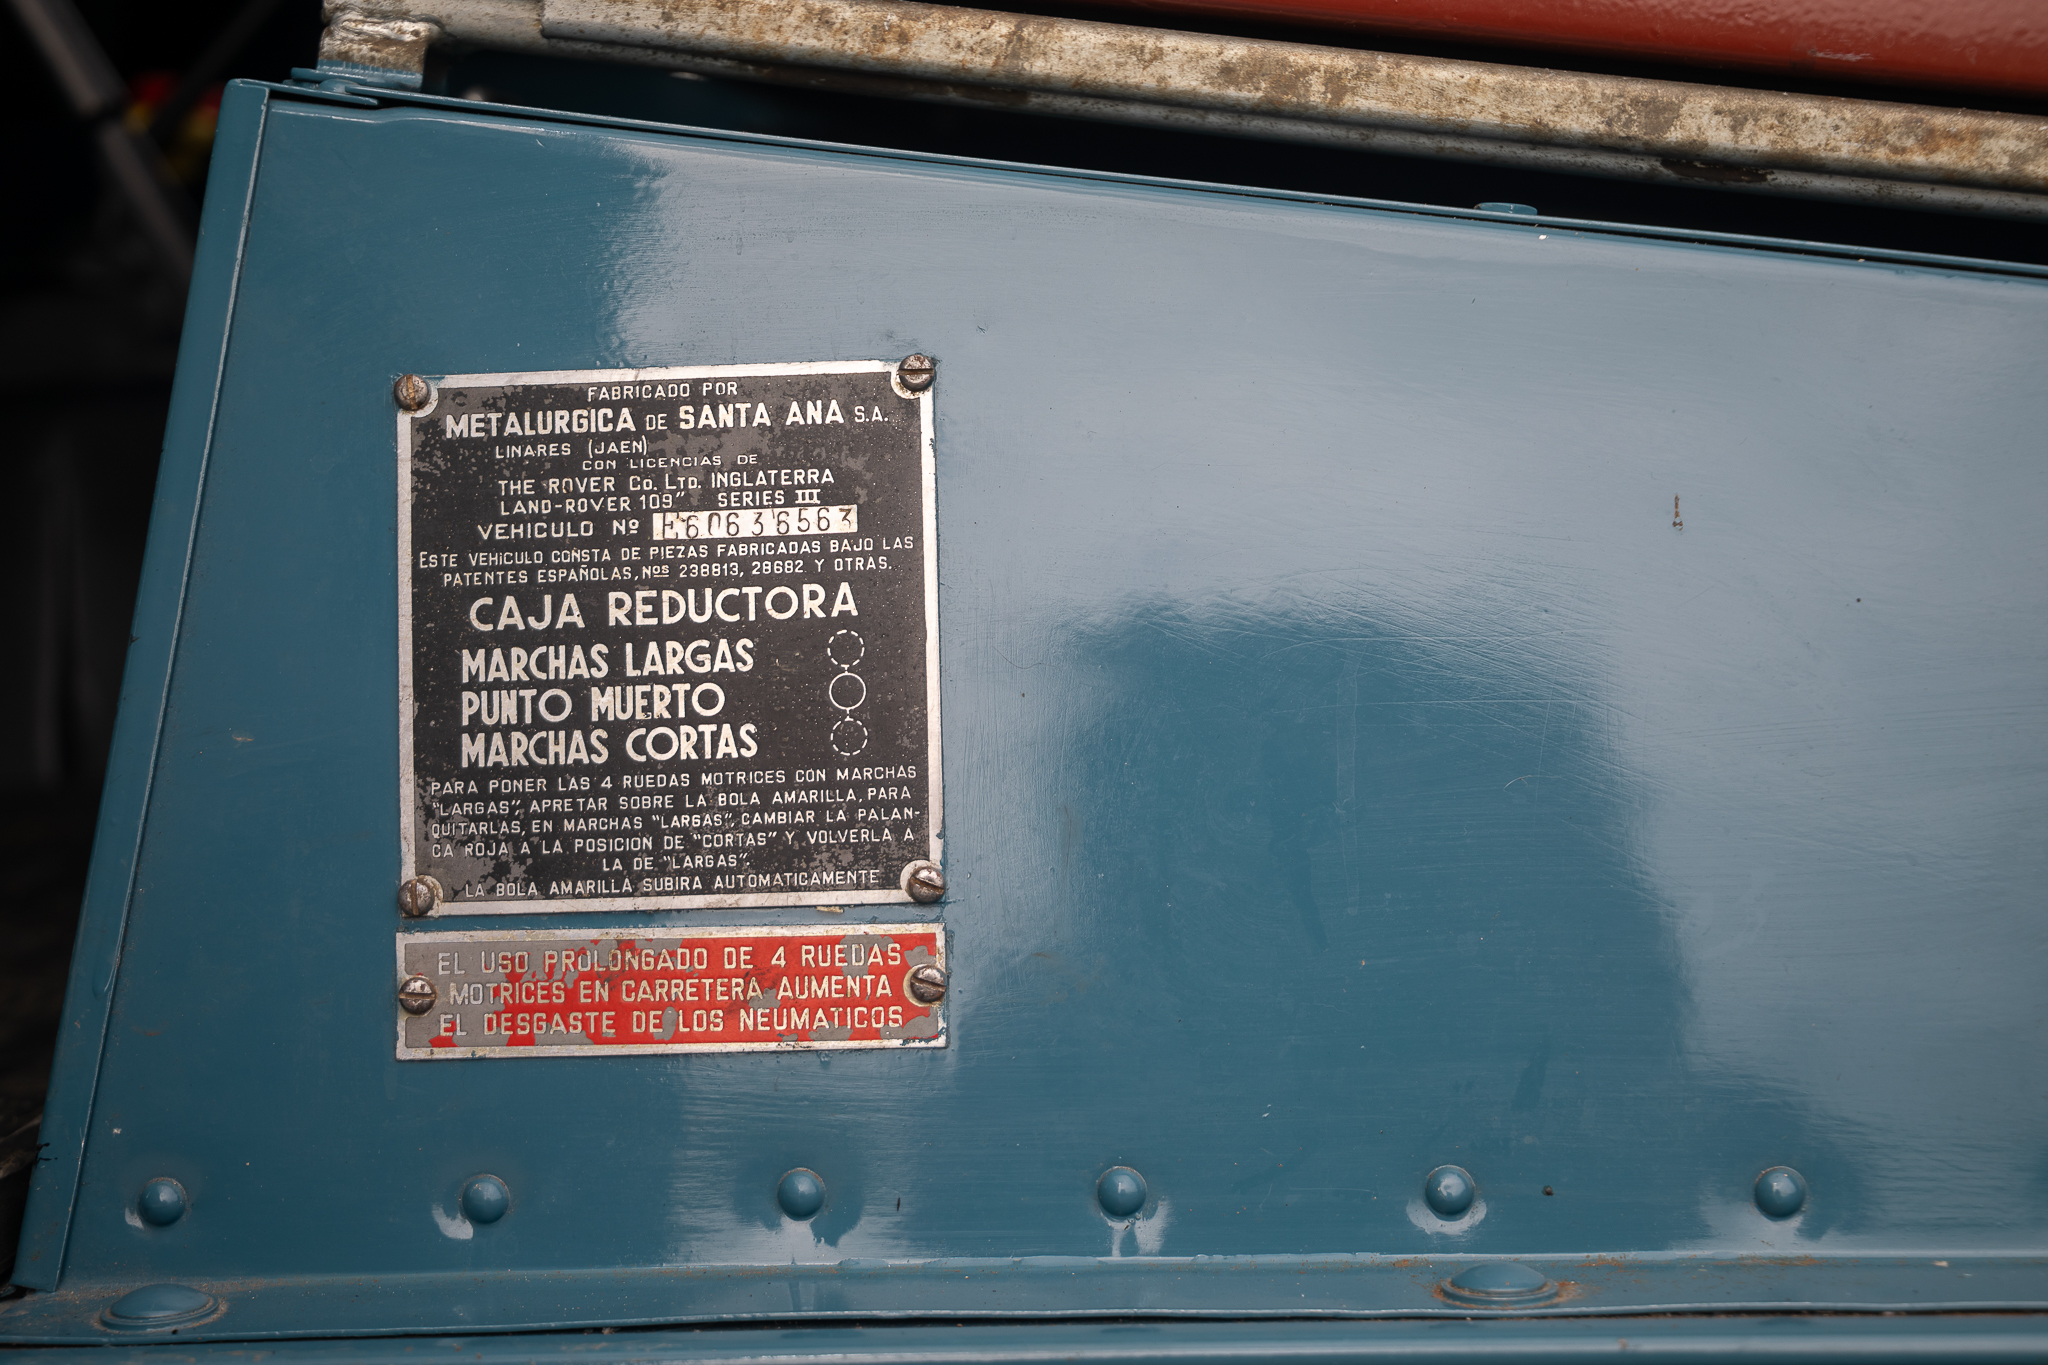 FABRICADO POR
METALURGICA DE SANTA ANA S.A.
LINARES (JAEN)
CON LICENCIAS DE
THE ROVER Co. LTD. INGLATERRA
LAND-ROVER 109" SERIES III
VEHICULO Nº E60636563
ESTE VEHICULO CONSTA DE PIEZAS FABRICADAS BAJO LAS
PATENTES ESPAÑOLAS, Nos 238813, 28682 Y OTRAS.
CAJA REDUCTORA
MARCHAS LARGAS
PUNTO MUERTO
MARCHAS CORTAS
PARA PONER LAS 4 RUEDAS MOTRICES CON MARCHAS
"LARGAS", APRETAR SOBRE LA BOLA AMARILLA, PARA
QUITARLAS, EN MARCHAS "LARGAS", CAMBIAR LA PALAN-
CA ROJA A LA POSICION DE "CORTAS" Y VOLVERLA A
LA DE "LARGAS".
LA BOLA AMARILLA SUBIRA AUTOMATICAMENTE
EL USO PROLONGADO DE 4 RUEDAS
MOTRICES EN CARRETERA AUMENTA
EL DESGASTE DE LOS NEUMATICOS